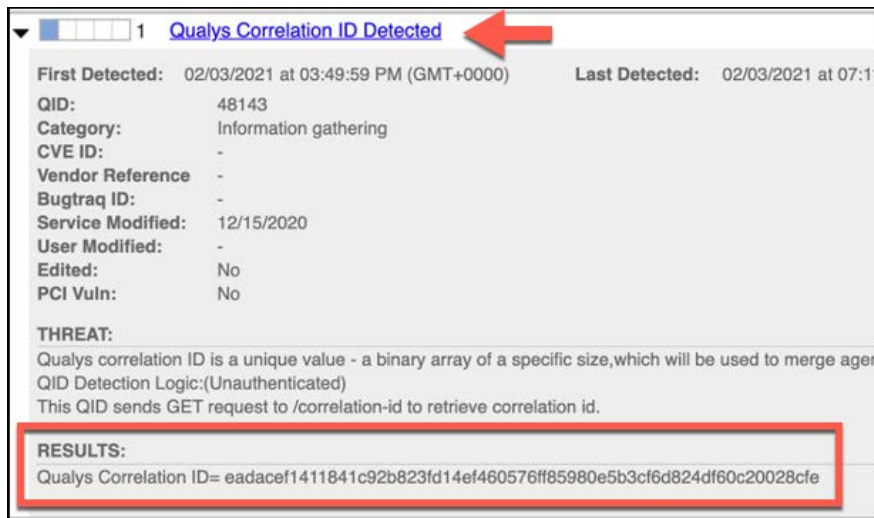 1 Qualys Correlation ID Detected
First Detected: 02/03/2021 at 03:49:59 PM (GMT+0000) Last Detected: 02/03/2021 at
QID: 48143
Category: Information gathering
CVE ID: -
Vendor Reference -
Bugtraq ID: -
Service Modified: 12/15/2020
User Modified: -
Edited: No
PCI Vuln: No
THREAT:
Qualys correlation ID is a unique value - a binary array of a specific size,which will be used to merge
QID Detection Logic:(Unauthenticated)
This QID sends GET request to /correlation-id to retrieve correlation id.
RESULTS:
Qualys Correlation ID= eadacef1411841c92b823fd14ef460576ff85980e5b3cf6d824df60c20028cfe